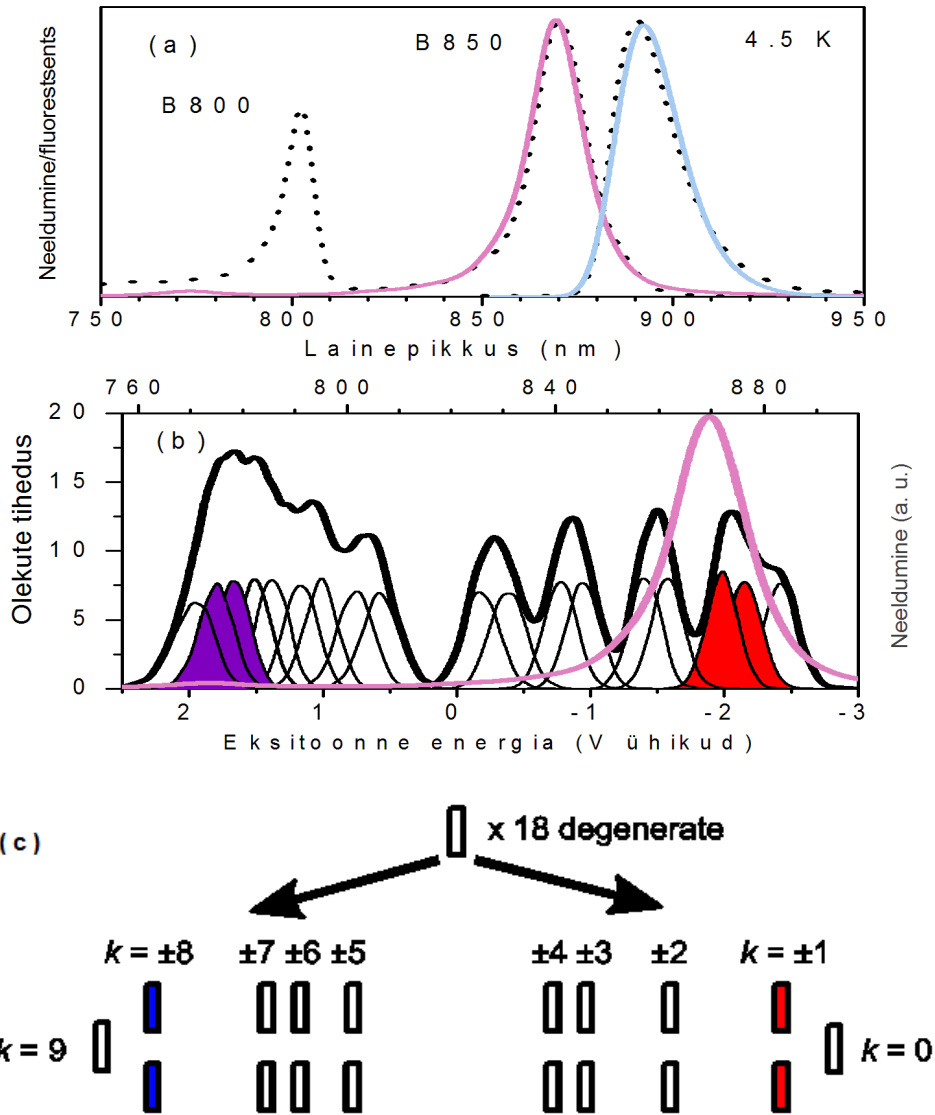 (a)
B850
4.5 K
B800
Neeldumine/fluorestsents
750 800 850 900 950
Lainepikkus (nm)
760 800 840 880
20
15
10
5
0
(b)
Olekute tihedus
Neeldumine (a. u.)
2 1 0 -1 -2 -3
Eksitoonne energia (V ühikud)
(c)
x 18 degenerate
k = ±8 ±7 ±6 ±5 ±4 ±3 ±2 k = ±1
k = 9 k = 0